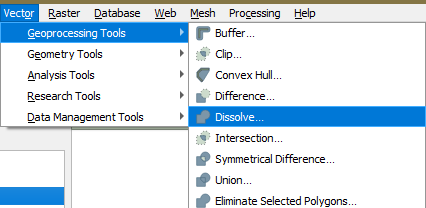 Vector Raster Database Web Mesh Processing Help
Geoprocessing Tools
Geometry Tools
Analysis Tools
Research Tools
Data Management Tools
Buffer...
Clip...
Convex Hull...
Difference...
Dissolve...
Intersection...
Symmetrical Difference...
Union...
Eliminate Selected Polygons...